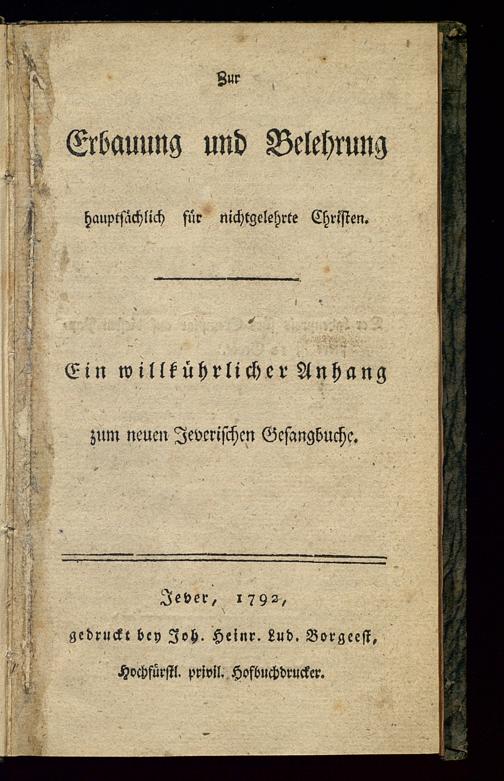 Zur
Erbauung und Belehrung
hauptsächlich für nichtgelehrte Christen.
Ein willkührlicher Anhang
zum neuen Jeverischen Gesangbuche.
Jever, 1792,
gedruckt bey Joh. Heinr. Lud. Borgeest,
Hochfürstl. privil. Hofbuchdrucker.